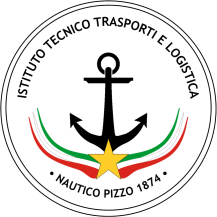 ISTITUTO TECNICO TRASPORTI E LOGISTICA
• NAUTICO PIZZO 1874 •